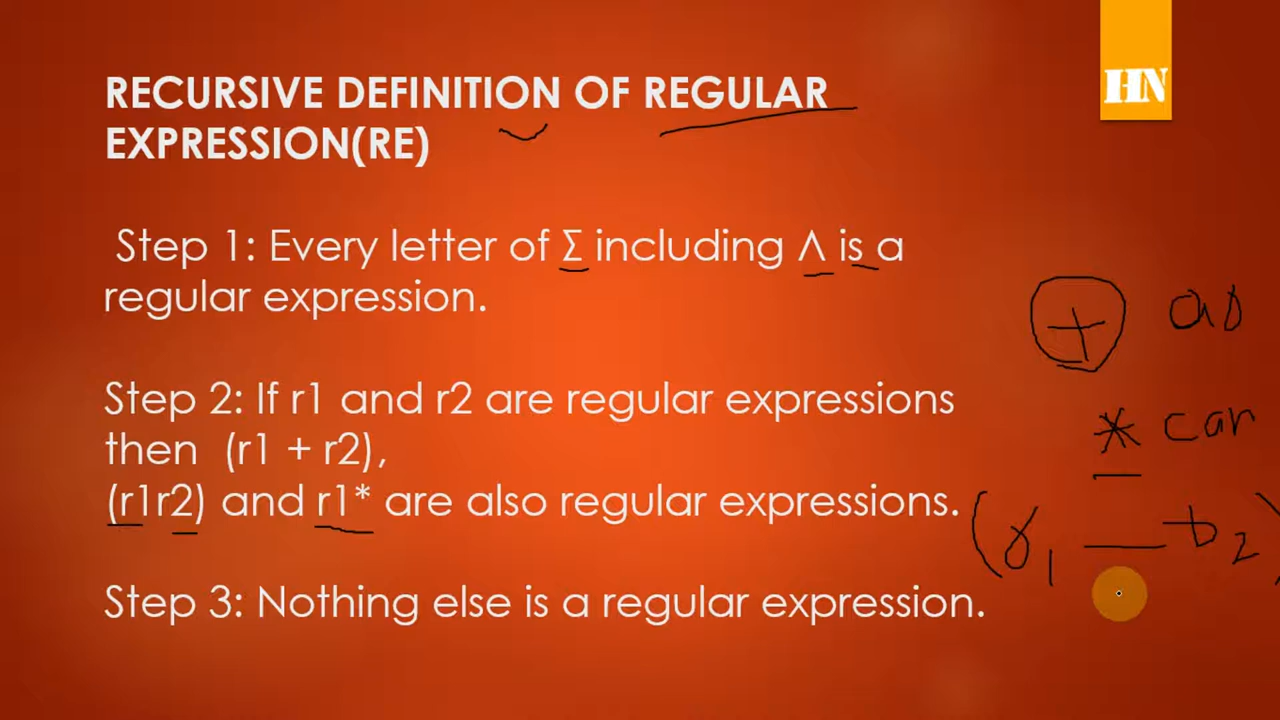 RECURSIVE DEFINITION OF REGULAR
EXPRESSION(RE)
HN
Step 1: Every letter of Σ including Λ is a
regular expression.
Step 2: If r1 and r2 are regular expressions
then (r1 + r2),
(r1r2) and r1* are also regular expressions.
Step 3: Nothing else is a regular expression.
+
* can